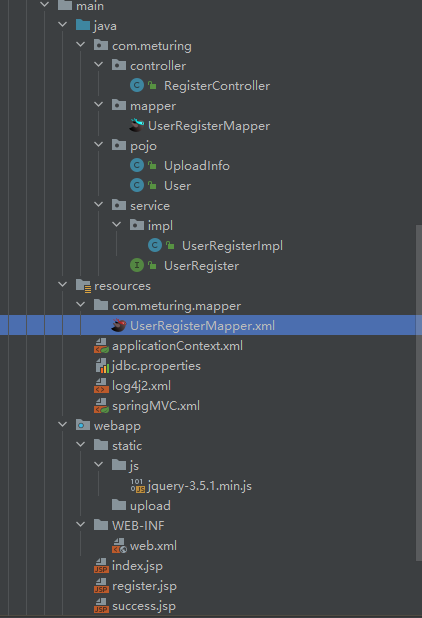 main
java
com.meturing
controller
RegisterController
mapper
UserRegisterMapper
pojo
UploadInfo
User
service
impl
UserRegisterImpl
UserRegister
resources
com.meturing.mapper
UserRegisterMapper.xml
applicationContext.xml
jdbc.properties
log4j2.xml
springMVC.xml
webapp
static
js
jquery-3.5.1.min.js
upload
WEB-INF
web.xml
index.jsp
register.jsp
success.jsp